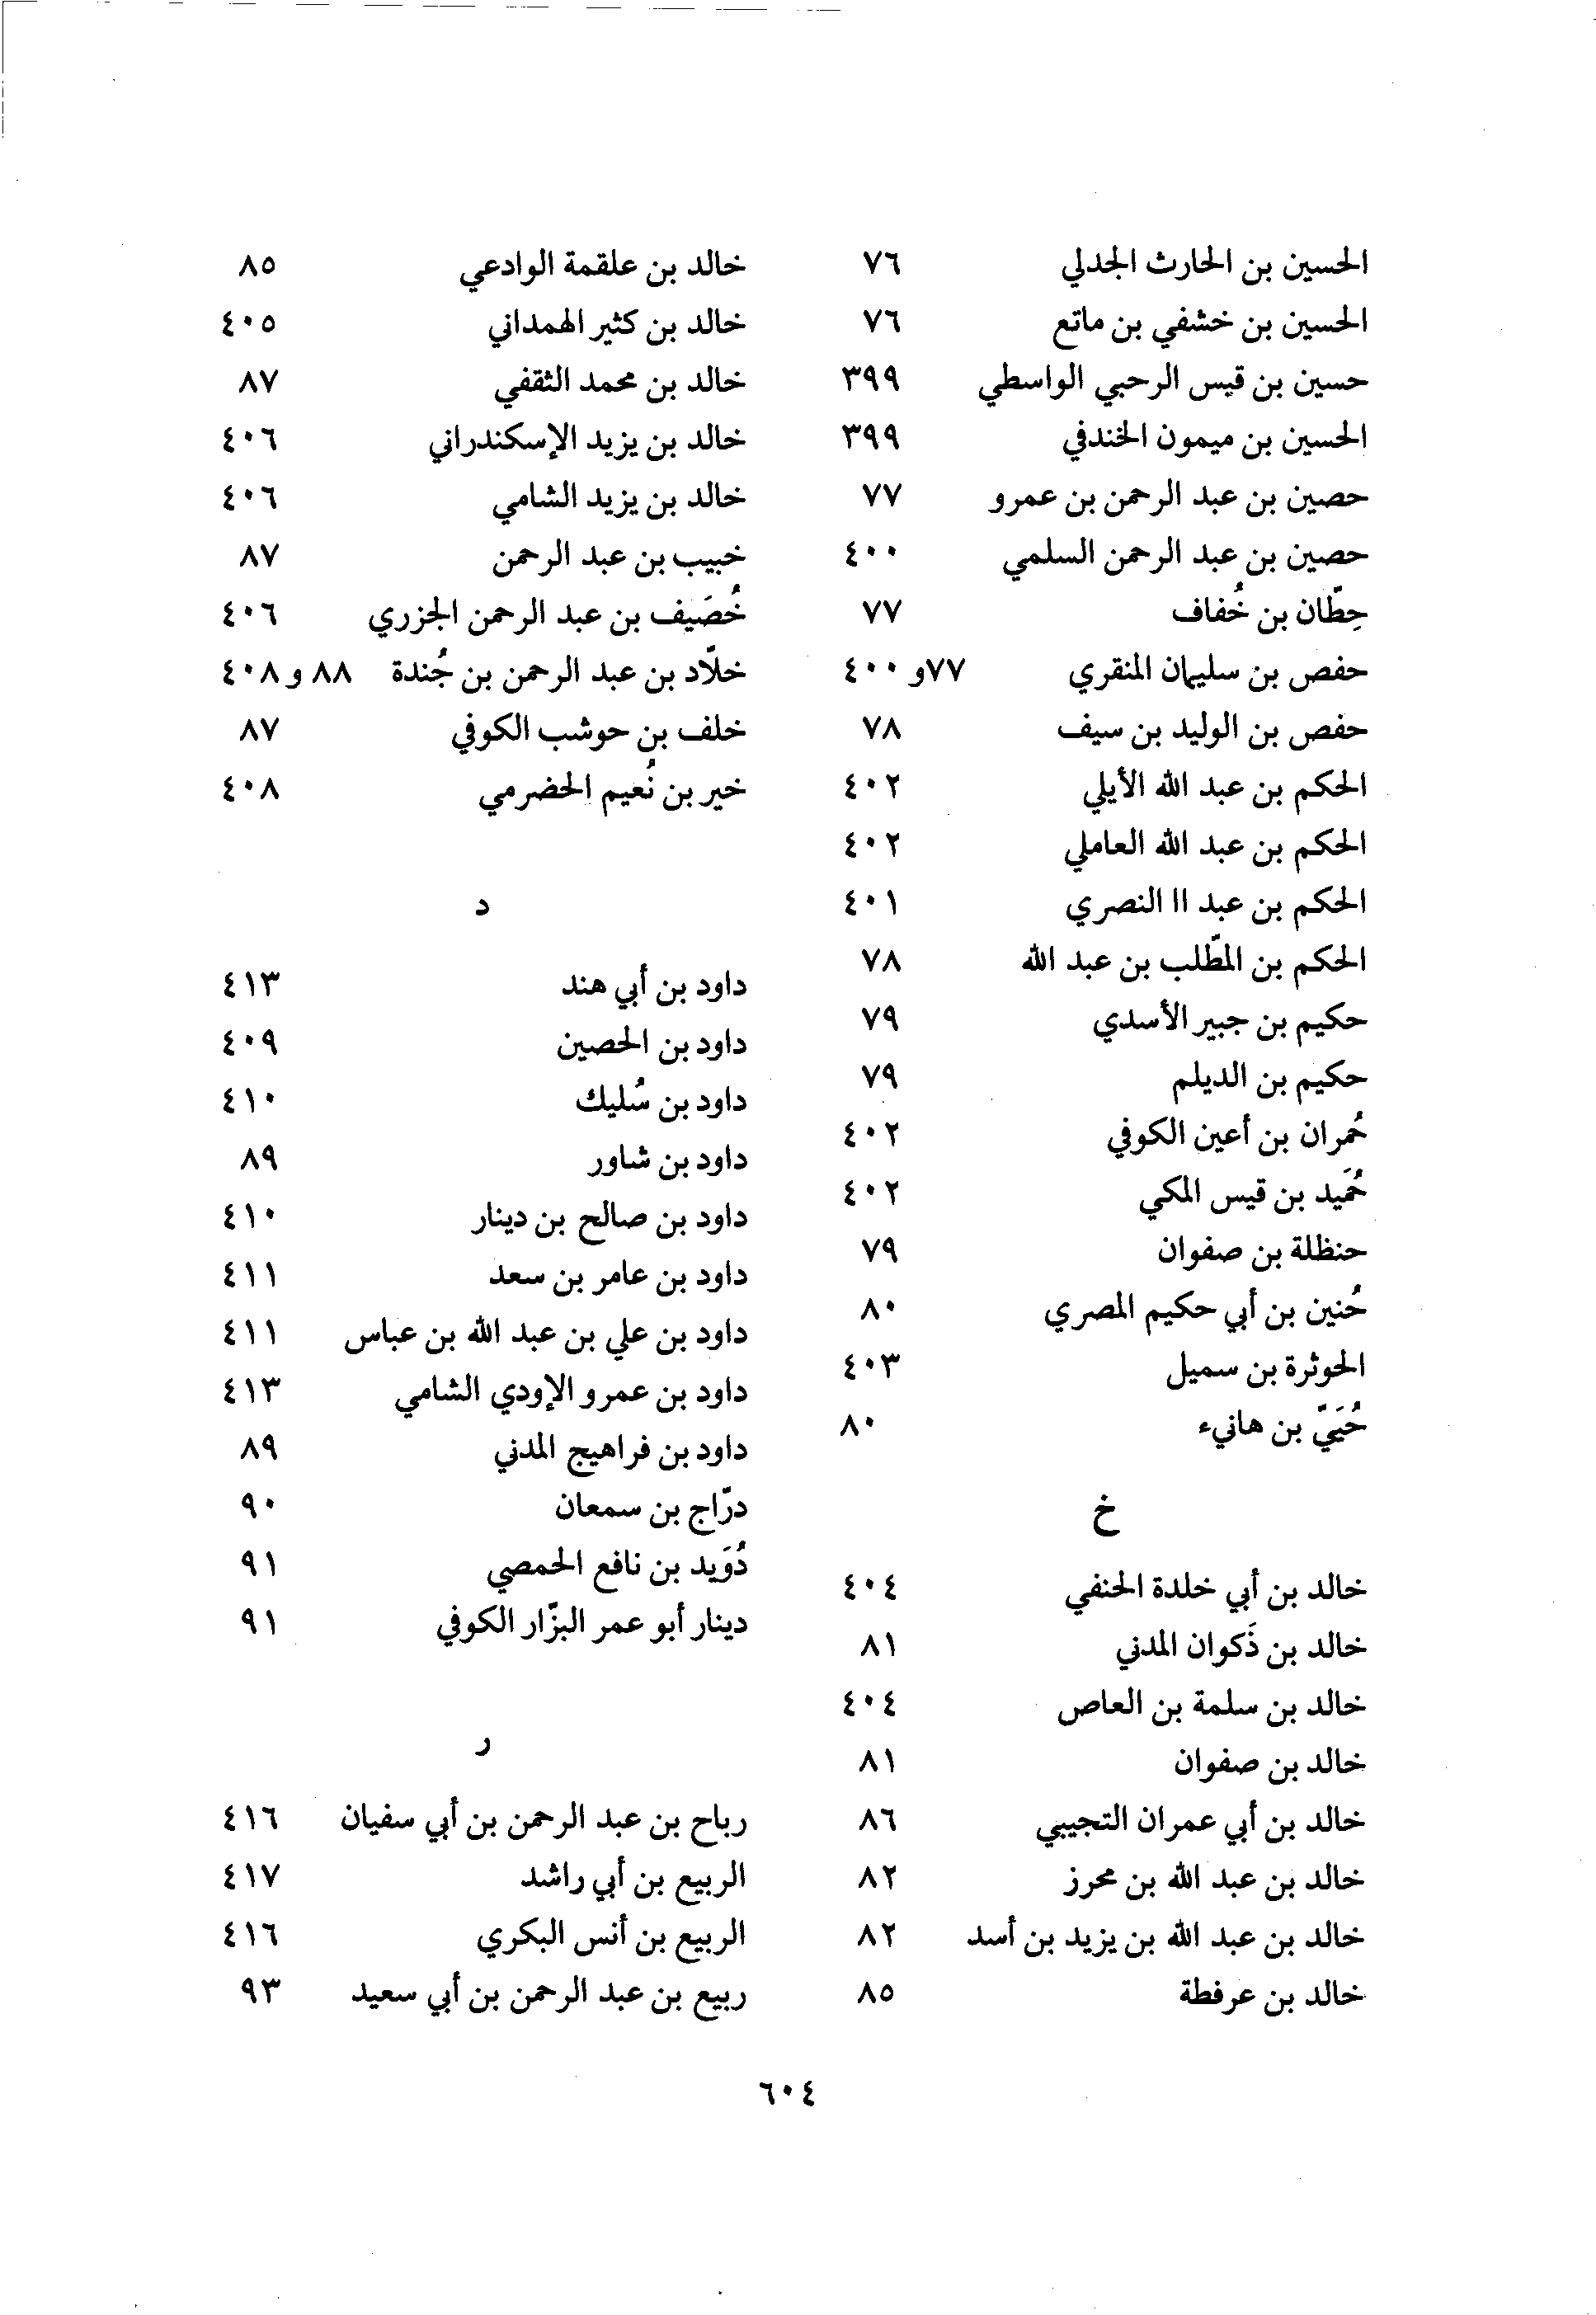 الحسين بن الحارث الجدلي ٧٦
الحسين بن خشفي بن ماتع ٧٦
حسين بن قيس الرحبي الواسطي ٣٩٩
الحسين بن ميمون الخندفي ٣٩٩
حصين بن عبد الرحمن بن عمرو ٧٧
حصين بن عبد الرحمن السلمي ٤٠٠
حِطّان بن خُفاف ٧٧
حفص بن سليمان المنقري ٧٧و ٤٠٠
حفص بن الوليد بن سيف ٧٨
الحكم بن عبد الله الأيلي ٤٠٢
الحكم بن عبد الله العاملي ٤٠٢
الحكم بن عبد اا النصري ٤٠١
الحكم بن المطّلب بن عبد الله ٧٨
حكيم بن جبير الأسدي ٧٩
حكيم بن الديلم ٧٩
حُمران بن أعين الكوفي ٤٠٢
حُمَيد بن قيس المكي ٤٠٢
حنظلة بن صفوان ٧٩
حُنين بن أبي حكيم المصري ٨٠
الحوثرة بن سميل ٤٠٣
حُيَيّ بن هانيء ٨٠
خ
خالد بن أبي خلدة الحنفي ٤٠٤
خالد بن ذَكوان المدني ٨١
خالد بن سلمة بن العاص ٤٠٤
خالد بن صفوان ٨١
خالد بن أبي عمران التجيبي ٨٦
خالد بن عبد الله بن محرز ٨٢
خالد بن عبد الله بن يزيد بن أسد ٨٢
خالد بن عرفطة ٨٥
خالد بن علقمة الوادعي ٨٥
خالد بن كثير الهمداني ٤٠٥
خالد بن محمد الثقفي ٨٧
خالد بن يزيد الإسكندراني ٤٠٦
خالد بن يزيد الشامي ٤٠٦
خبيب بن عبد الرحمن ٨٧
خُصَيف بن عبد الرحمن الجزري ٤٠٦
خلّاد بن عبد الرحمن بن جُندة ٨٨ و ٤٠٨
خلف بن حوشب الكوفي ٨٧
خير بن نُعيم الحضرمي ٤٠٨
د
داود بن أبي هند ٤١٣
داود بن الحصين ٤٠٩
داود بن سُليك ٤١٠
داود بن شاور ٨٩
داود بن صالح بن دينار ٤١٠
داود بن عامر بن سعد ٤١١
داود بن علي بن عبد الله بن عباس ٤١١
داود بن عمرو الإودي الشامي ٤١٣
داود بن فراهيج المدني ٨٩
درّاج بن سمعان ٩٠
دُوَيد بن نافع الحمصي ٩١
دينار أبو عمر البزّار الكوفي ٩١
ر
رباح بن عبد الرحمن بن أبي سفيان ٤١٦
الربيع بن أبي راشد ٤١٧
الربيع بن أنس البكري ٤١٦
ربيع بن عبد الرحمن بن أبي سعيد ٩٣
٦٠٤